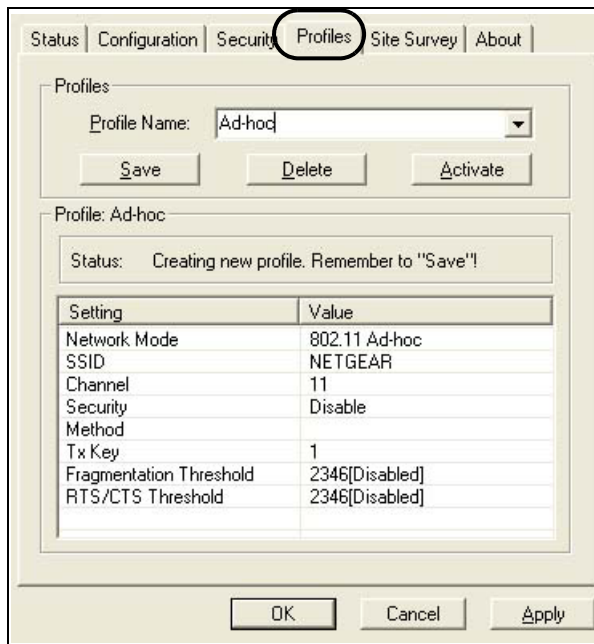 Status Configuration Security Profiles Site Survey About
Profiles
Profile Name: Ad-hoc
Save Delete Activate
Profile: Ad-hoc
Status: Creating new profile. Remember to "Save"!
Setting Value
Network Mode 802.11 Ad-hoc
SSID NETGEAR
Channel 11
Security Disable
Method
Tx Key 1
Fragmentation Threshold 2346[Disabled]
RTS/CTS Threshold 2346[Disabled]
OK Cancel Apply